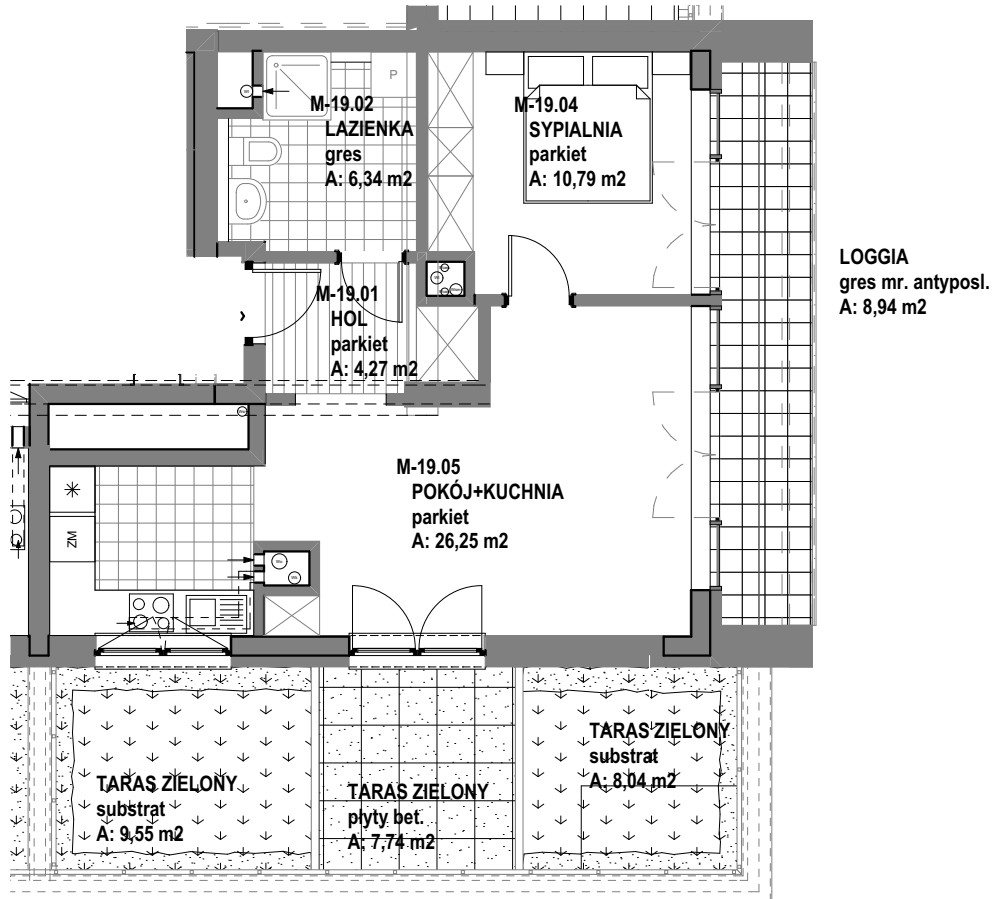 P
M-19.02
LAZIENKA
gres
A: 6,34 m2
M-19.04
SYPIALNIA
parkiet
A: 10,79 m2
LOGGIA
gres mr. antyposl.
A: 8,94 m2
M-19.01
HOL
parkiet
A: 4,27 m2
M-19.05
POKÓJ+KUCHNIA
parkiet
A: 26,25 m2
ZM
TARAS ZIELONY
substrat
A: 8,04 m2
TARAS ZIELONY
substrat
A: 9,55 m2
TARAS ZIELONY
płyty bet.
A; 7,74 m2